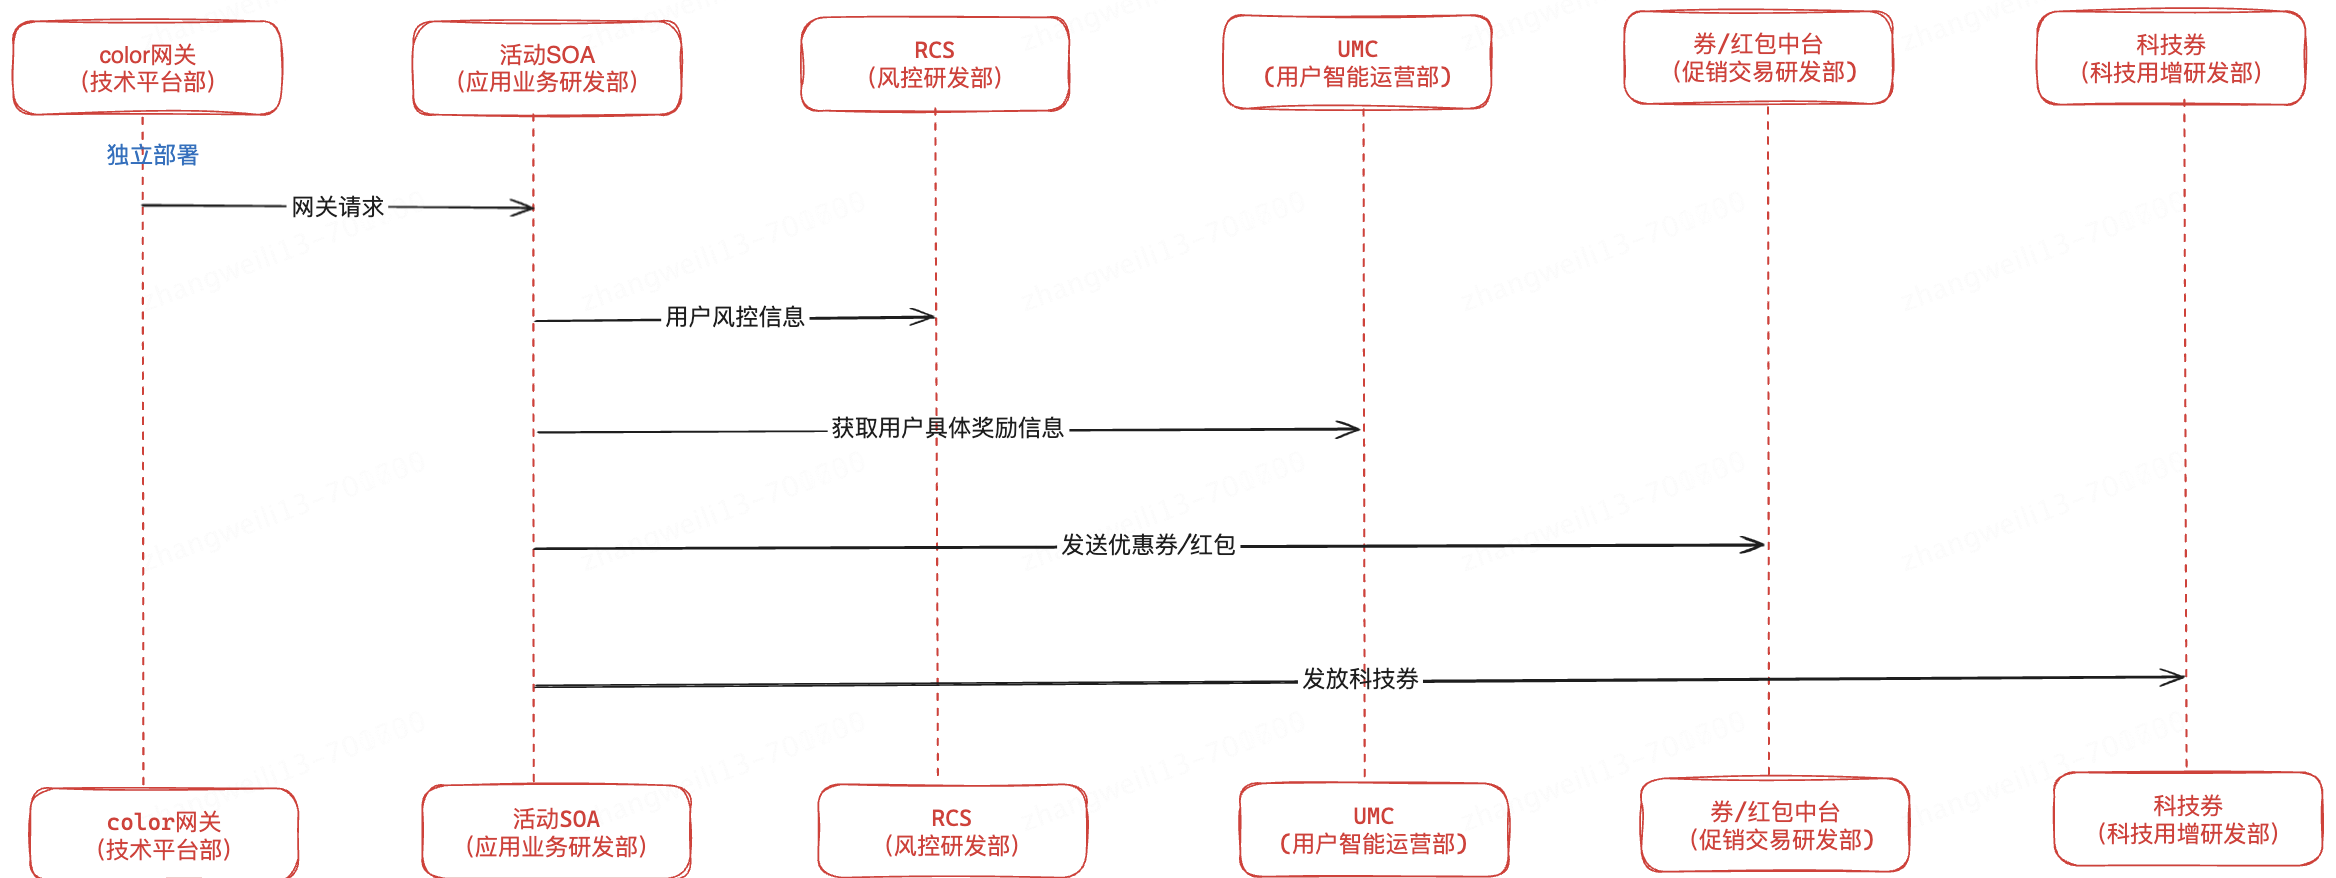 color网关
(技术平台部)
活动SOA
(应用业务研发部)
RCS
(风控研发部)
UMC
(用户智能运营部)
券/红包中台
(促销交易研发部)
科技券
(科技用增研发部)
独立部署
网关请求
用户风控信息
获取用户具体奖励信息
发送优惠券/红包
发放科技券
color网关
(技术平台部)
活动SOA
(应用业务研发部)
RCS
(风控研发部)
UMC
(用户智能运营部)
券/红包中台
(促销交易研发部)
科技券
(科技用增研发部)